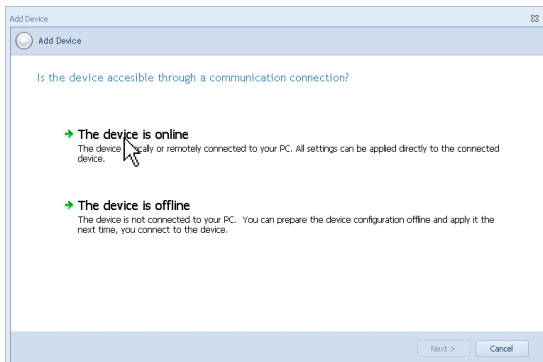 Add Device
Add Device
Is the device accesible through a communication connection?
The device is online
The device locally or remotely connected to your PC. All settings can be applied directly to the connected
device.
The device is offline
The device is not connected to your PC. You can prepare the device configuration offline and apply it the
next time, you connect to the device.
Next >
Cancel